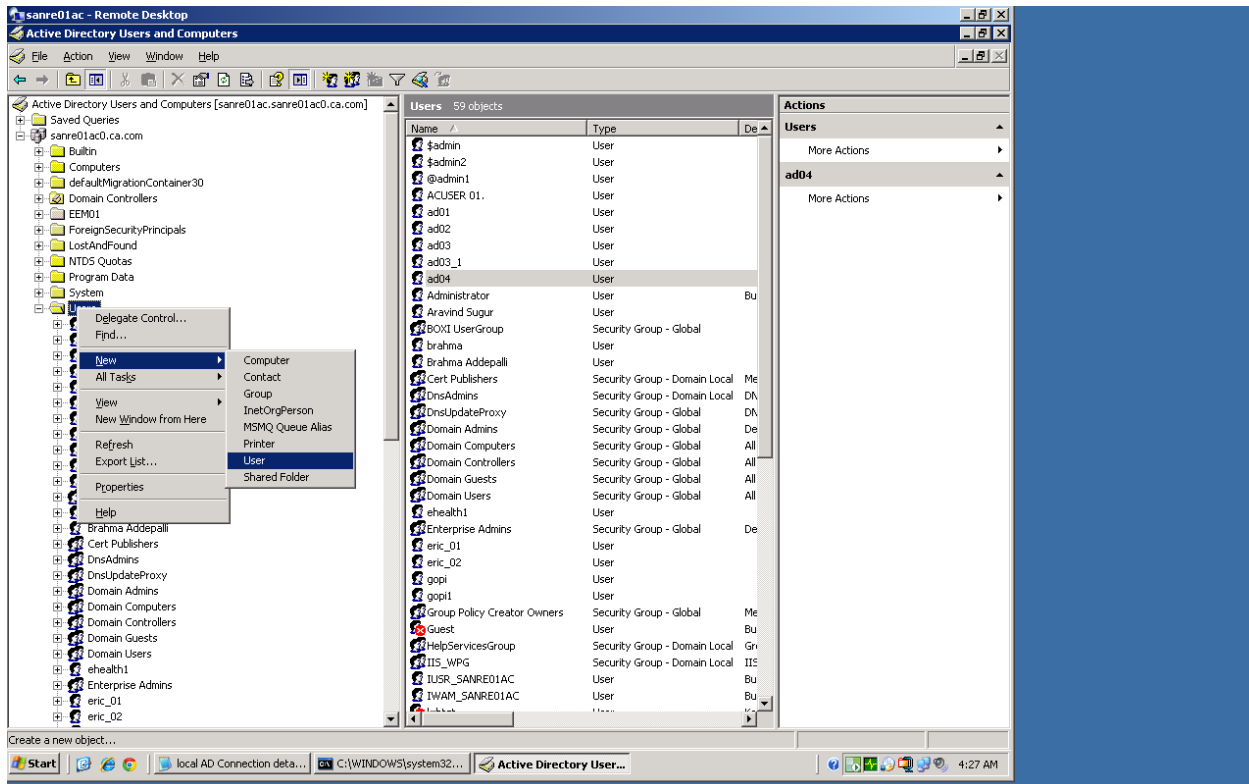 sanre01ac - Remote Desktop
Active Directory Users and Computers
File Action View Window Help
Active Directory Users and Computers [sanre01ac.sanre01ac0.ca.com]
Saved Queries
sanre01ac0.ca.com
Builtin
Computers
defaultMigrationContainer30
Domain Controllers
EEM01
ForeignSecurityPrincipals
LostAndFound
NTDS Quotas
Program Data
System
Delegate Control...
Find...
New
All Tasks
View
New Window from Here
Refresh
Export List...
Properties
Help
Computer
Contact
Group
InetOrgPerson
MSMQ Queue Alias
Printer
User
Shared Folder
Brahma Addepalli
Cert Publishers
DnsAdmins
DnsUpdateProxy
Domain Admins
Domain Computers
Domain Controllers
Domain Guests
Domain Users
ehealth1
Enterprise Admins
eric_01
eric_02
Users 59 objects
Name Type De
$admin User
$admin2 User
@admin1 User
ACUSER 01. User
ad01 User
ad02 User
ad03 User
ad03_1 User
ad04 User
Administrator User Bu
Aravind Sugur User
BOXI UserGroup Security Group - Global
brahma User
Brahma Addepalli User
Cert Publishers Security Group - Domain Local Me
DnsAdmins Security Group - Domain Local DN
DnsUpdateProxy Security Group - Global DN
Domain Admins Security Group - Global De
Domain Computers Security Group - Global All
Domain Controllers Security Group - Global All
Domain Guests Security Group - Global All
Domain Users Security Group - Global All
ehealth1 User
Enterprise Admins Security Group - Global De
eric_01 User
eric_02 User
gopi User
gopi1 User
Group Policy Creator Owners Security Group - Global Me
Guest User Bu
HelpServicesGroup Security Group - Domain Local Gr
IIS_WPG Security Group - Domain Local IIS
IUSR_SANRE01AC User Bu
IWAM_SANRE01AC User Bu
Actions
Users
More Actions
ad04
More Actions
Create a new object...
Start local AD Connection deta... C:\WINDOWS\system32... Active Directory User... 4:27 AM